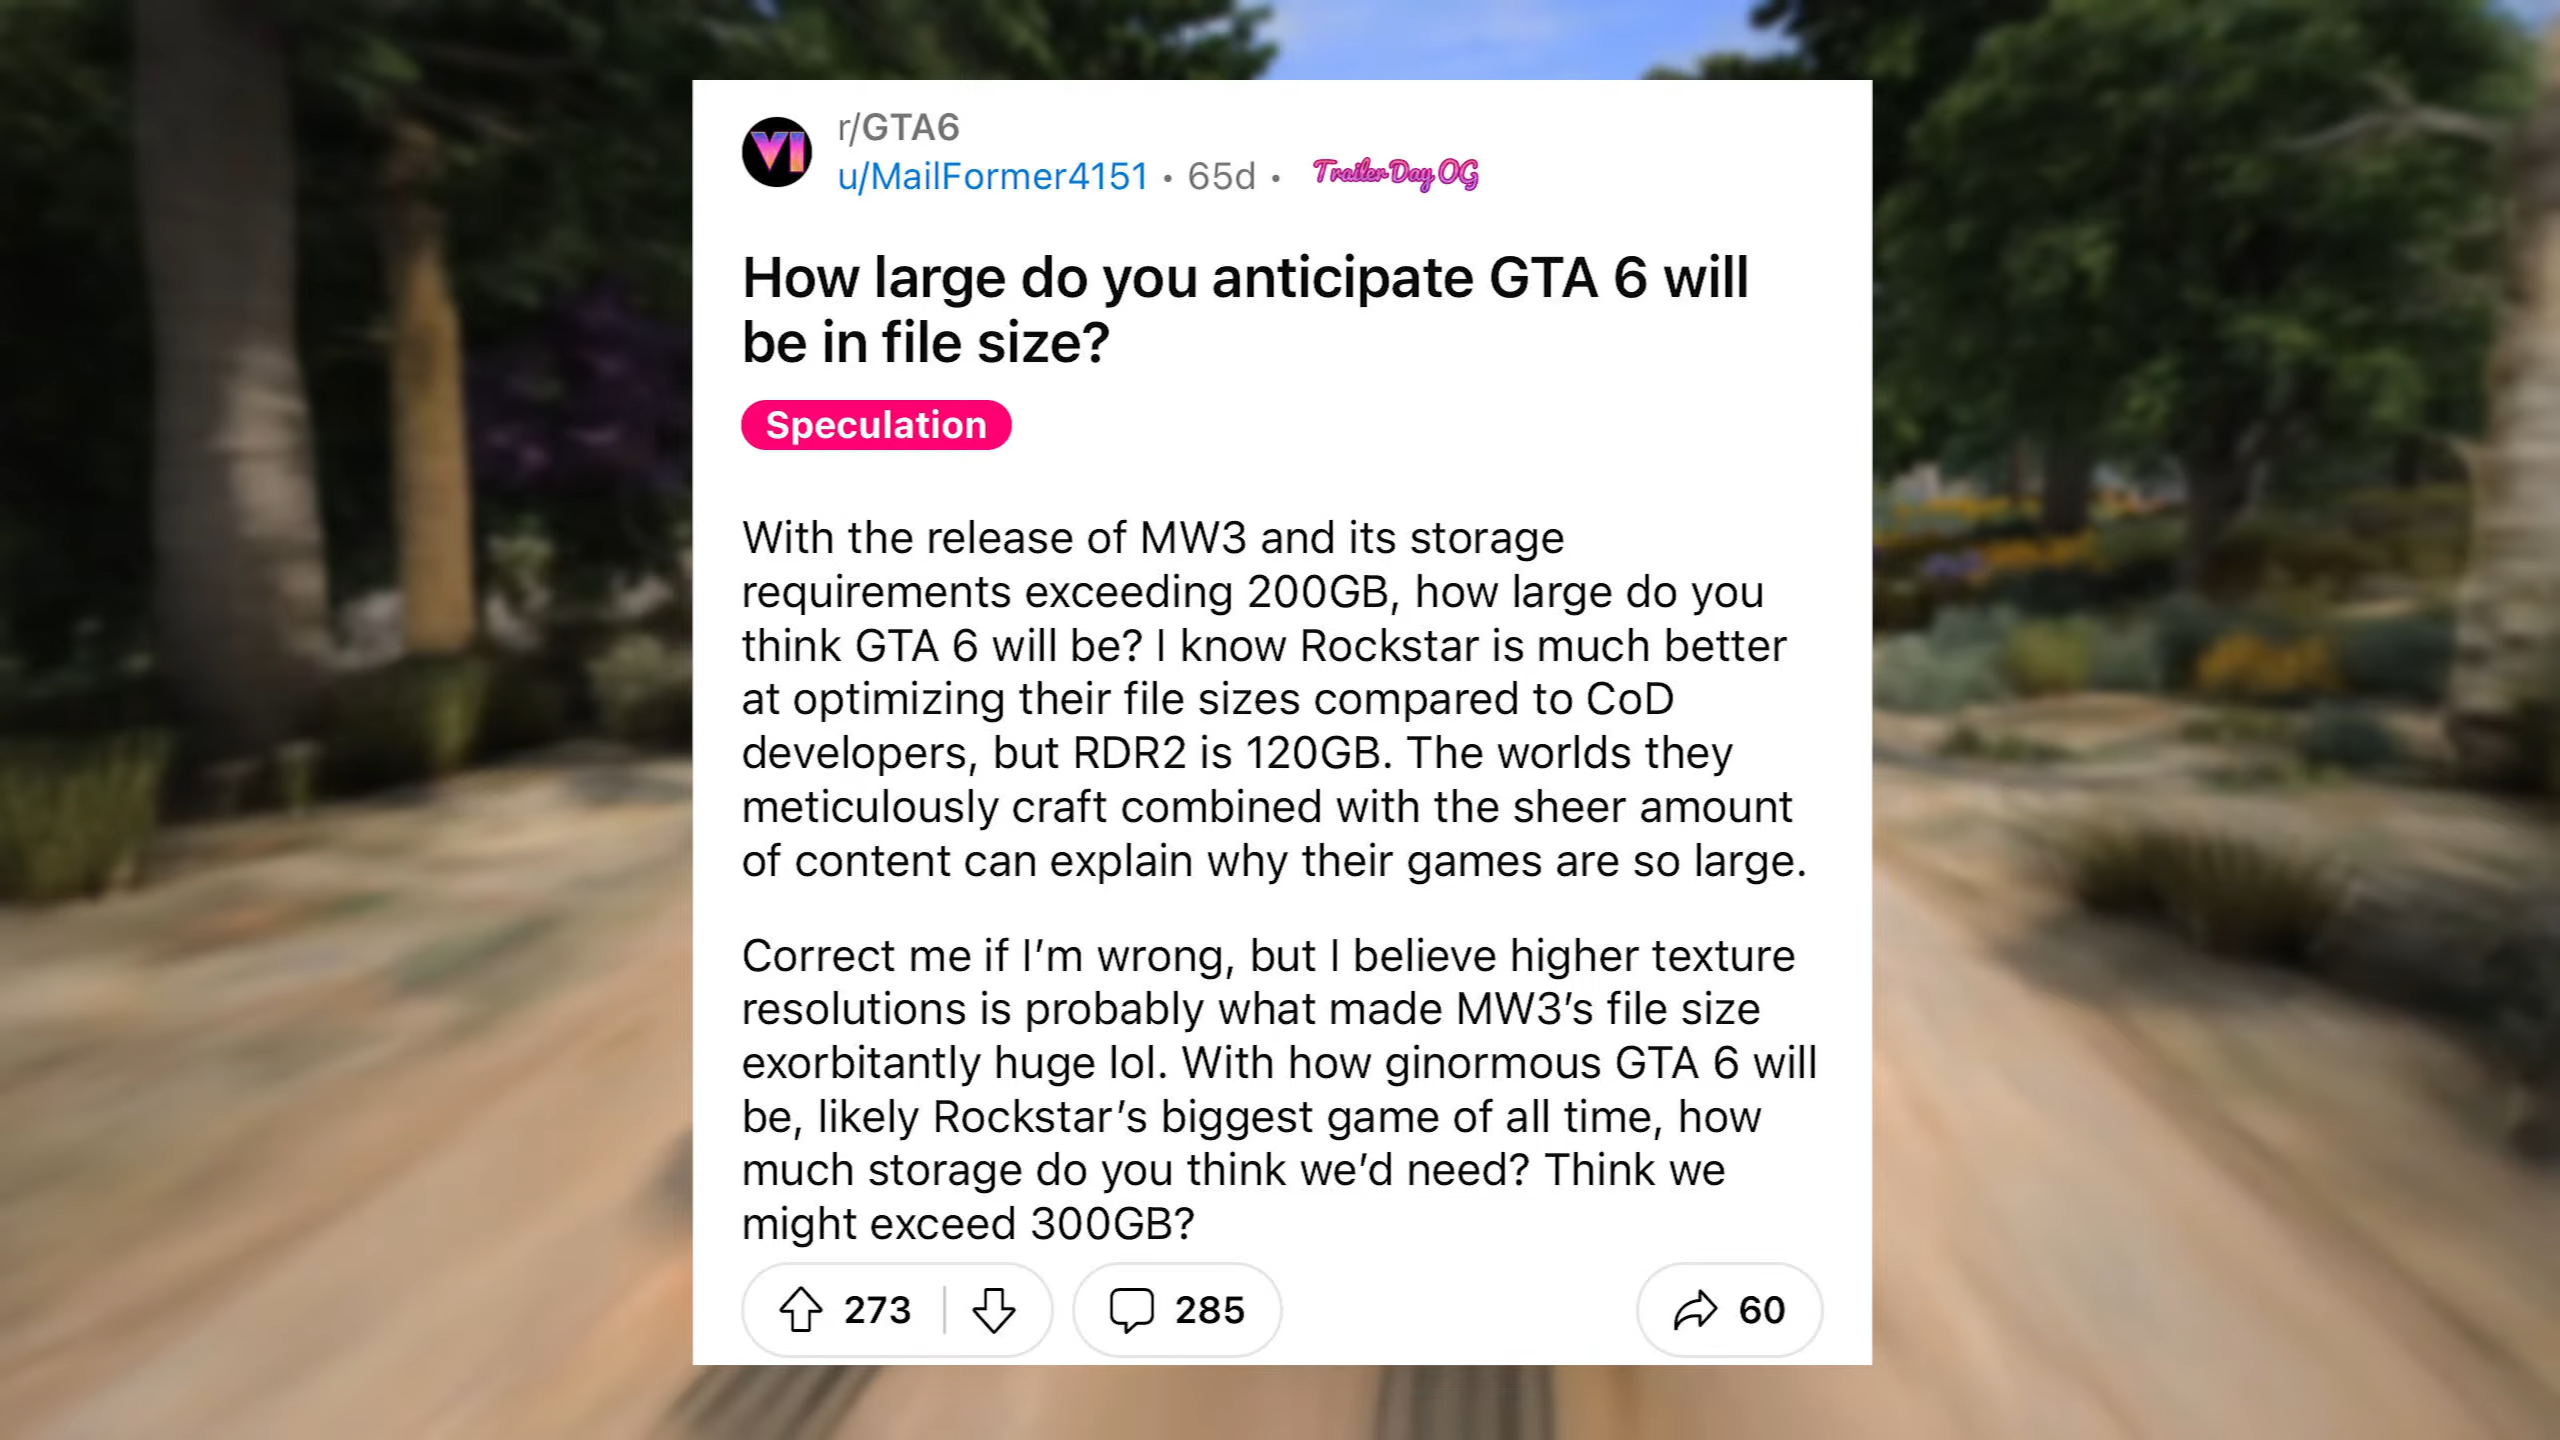 VI
r/GTA6
u/MailFormer4151 • 65d • Trailer Day OG
How large do you anticipate GTA 6 will
be in file size?
Speculation
With the release of MW3 and its storage
requirements exceeding 200GB, how large do you
think GTA 6 will be? I know Rockstar is much better
at optimizing their file sizes compared to CoD
developers, but RDR2 is 120GB. The worlds they
meticulously craft combined with the sheer amount
of content can explain why their games are so large.
Correct me if I’m wrong, but I believe higher texture
resolutions is probably what made MW3’s file size
exorbitantly huge lol. With how ginormous GTA 6 will
be, likely Rockstar’s biggest game of all time, how
much storage do you think we’d need? Think we
might exceed 300GB?
273 285 60